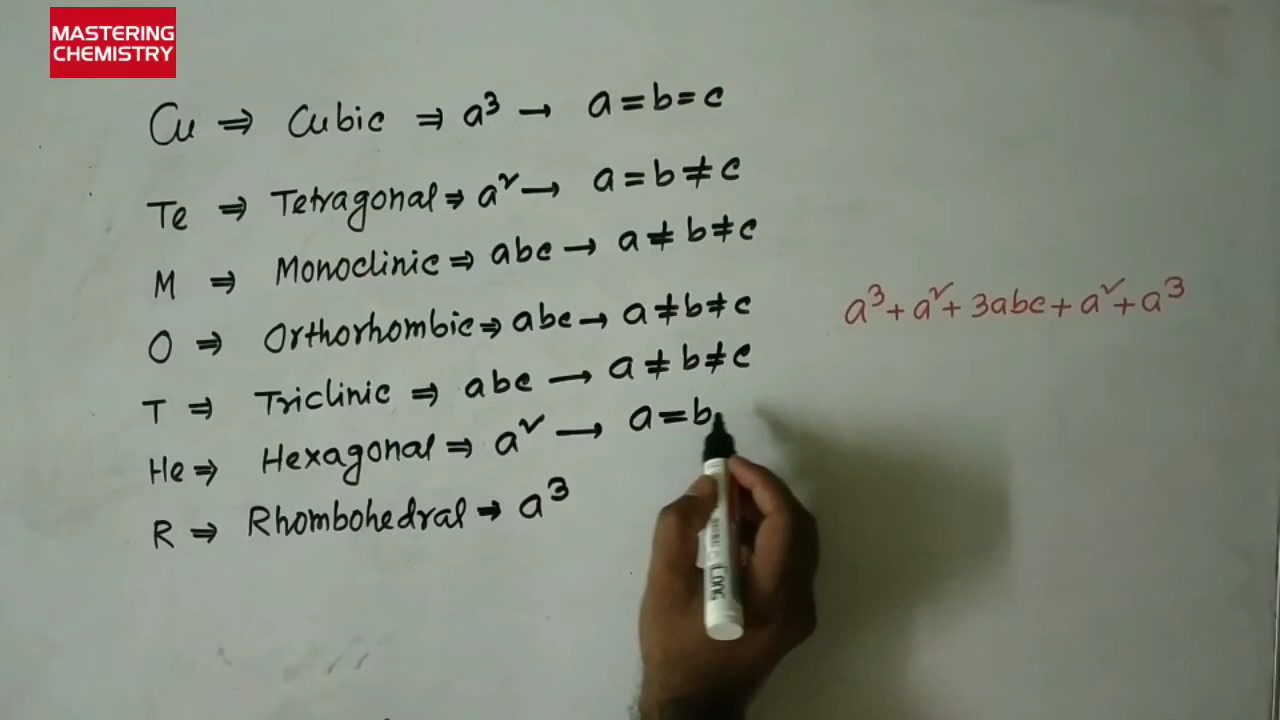 MASTERING
CHEMISTRY
Cu ⇒ Cubic ⇒ a³ → a = b = c
Te ⇒ Tetragonal ⇒ a² → a = b ≠ c
M ⇒ Monoclinic ⇒ abc → a ≠ b ≠ c
O ⇒ Orthorhombic ⇒ abc → a ≠ b ≠ c
T ⇒ Triclinic ⇒ abc → a ≠ b ≠ c
He ⇒ Hexagonal ⇒ a² → a = b
R ⇒ Rhombohedral → a³
a³ + a² + 3abc + a² + a³